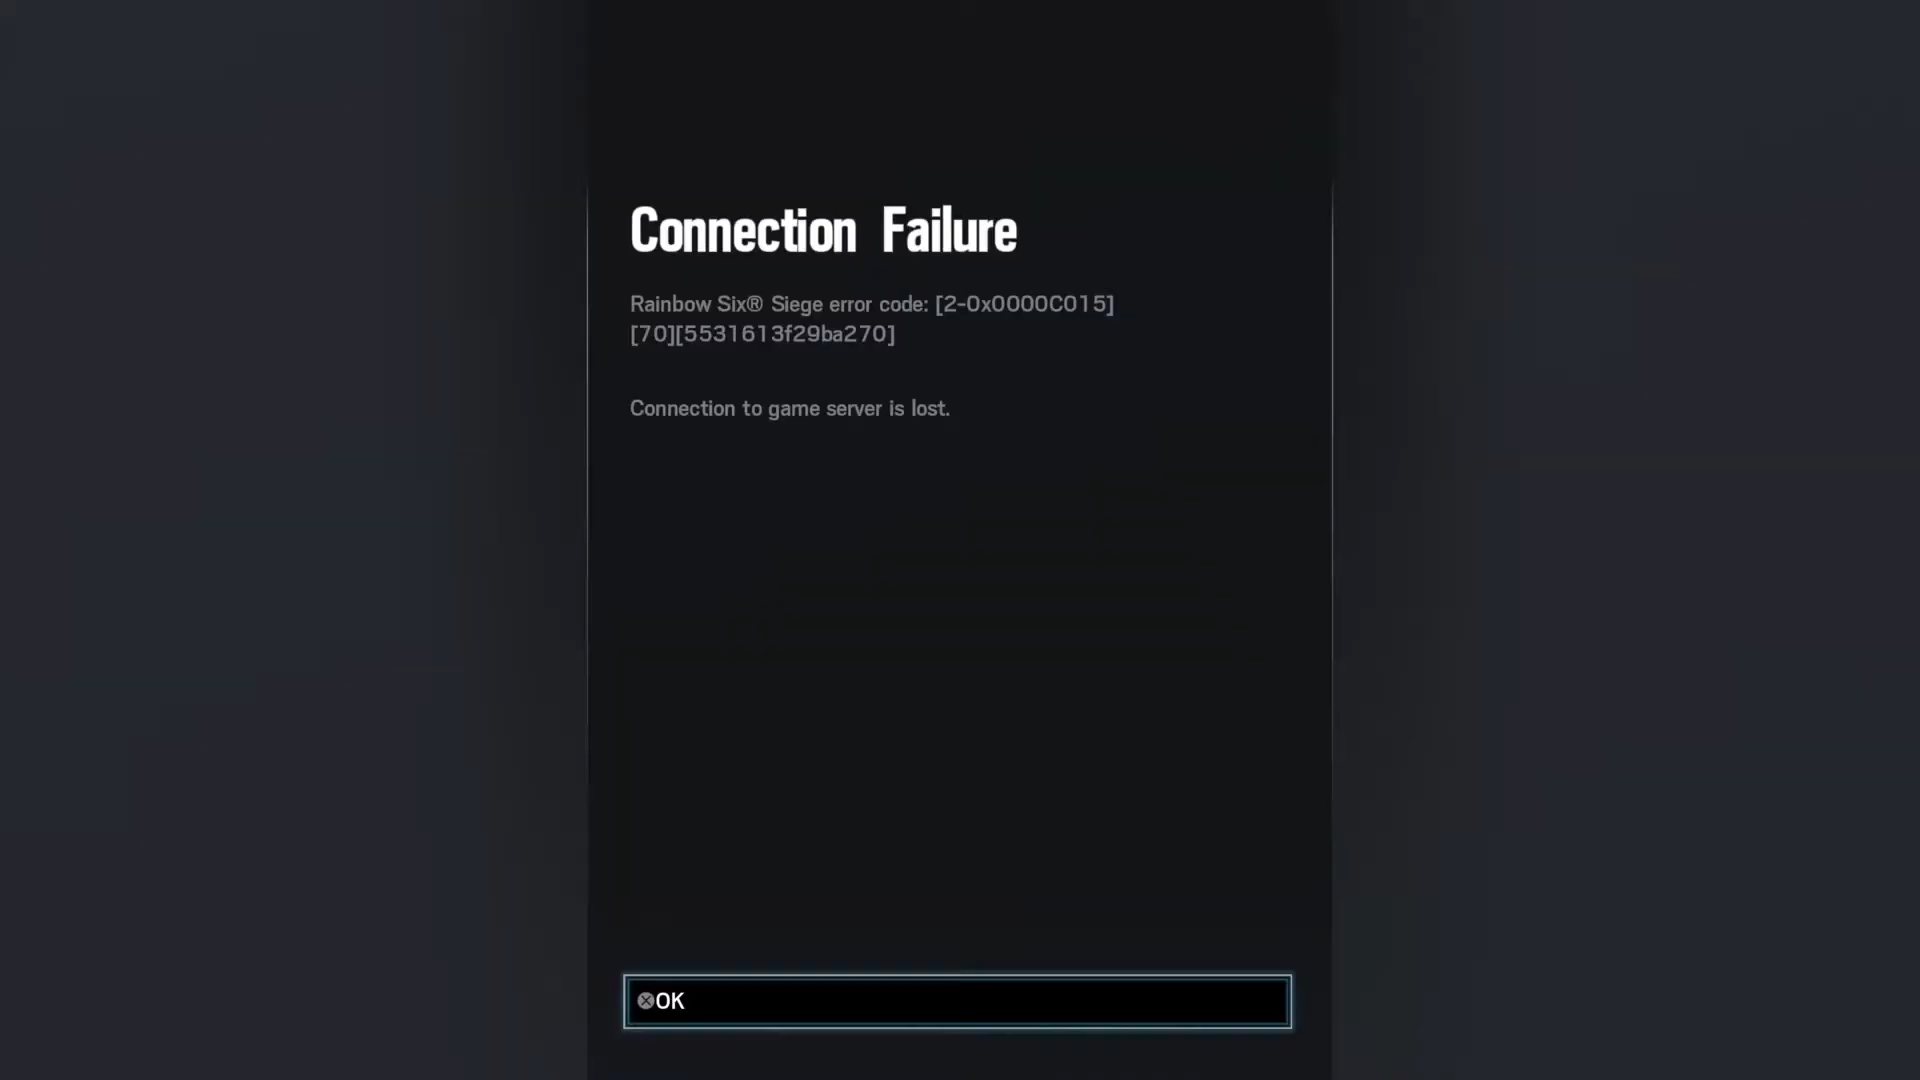 Connection Failure
Rainbow Six® Siege error code: [2-0x0000C015]
[70][5531613f29ba270]
Connection to game server is lost.
OK